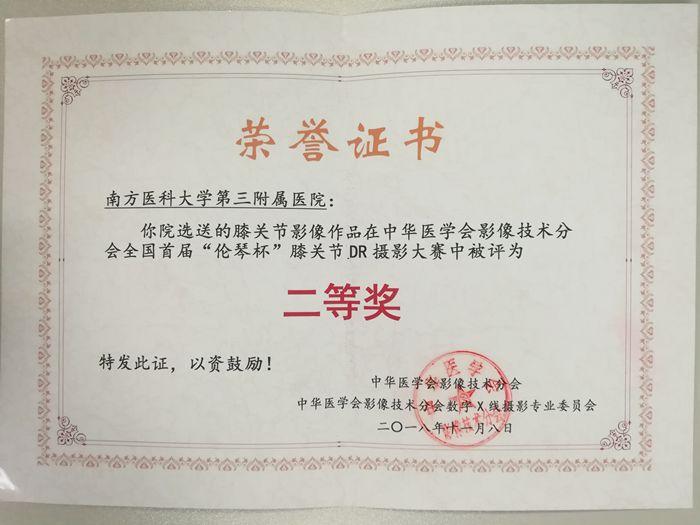 荣誉证书
南方医科大学第三附属医院：
你院选送的膝关节影像作品在中华医学会影像技术分
会全国首届“伦琴杯”膝关节 DR 摄影大赛中被评为
二等奖
特发此证，以资鼓励！
中华医学会影像技术分会
中华医学会影像技术分会数字 X 线摄影专业委员会
二〇一八年十一月八日